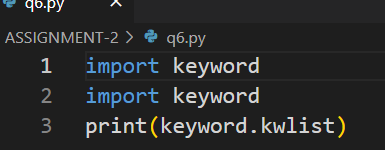 q6.py
ASSIGNMENT-2 > q6.py
1 import keyword
2 import keyword
3 print(keyword.kwlist)